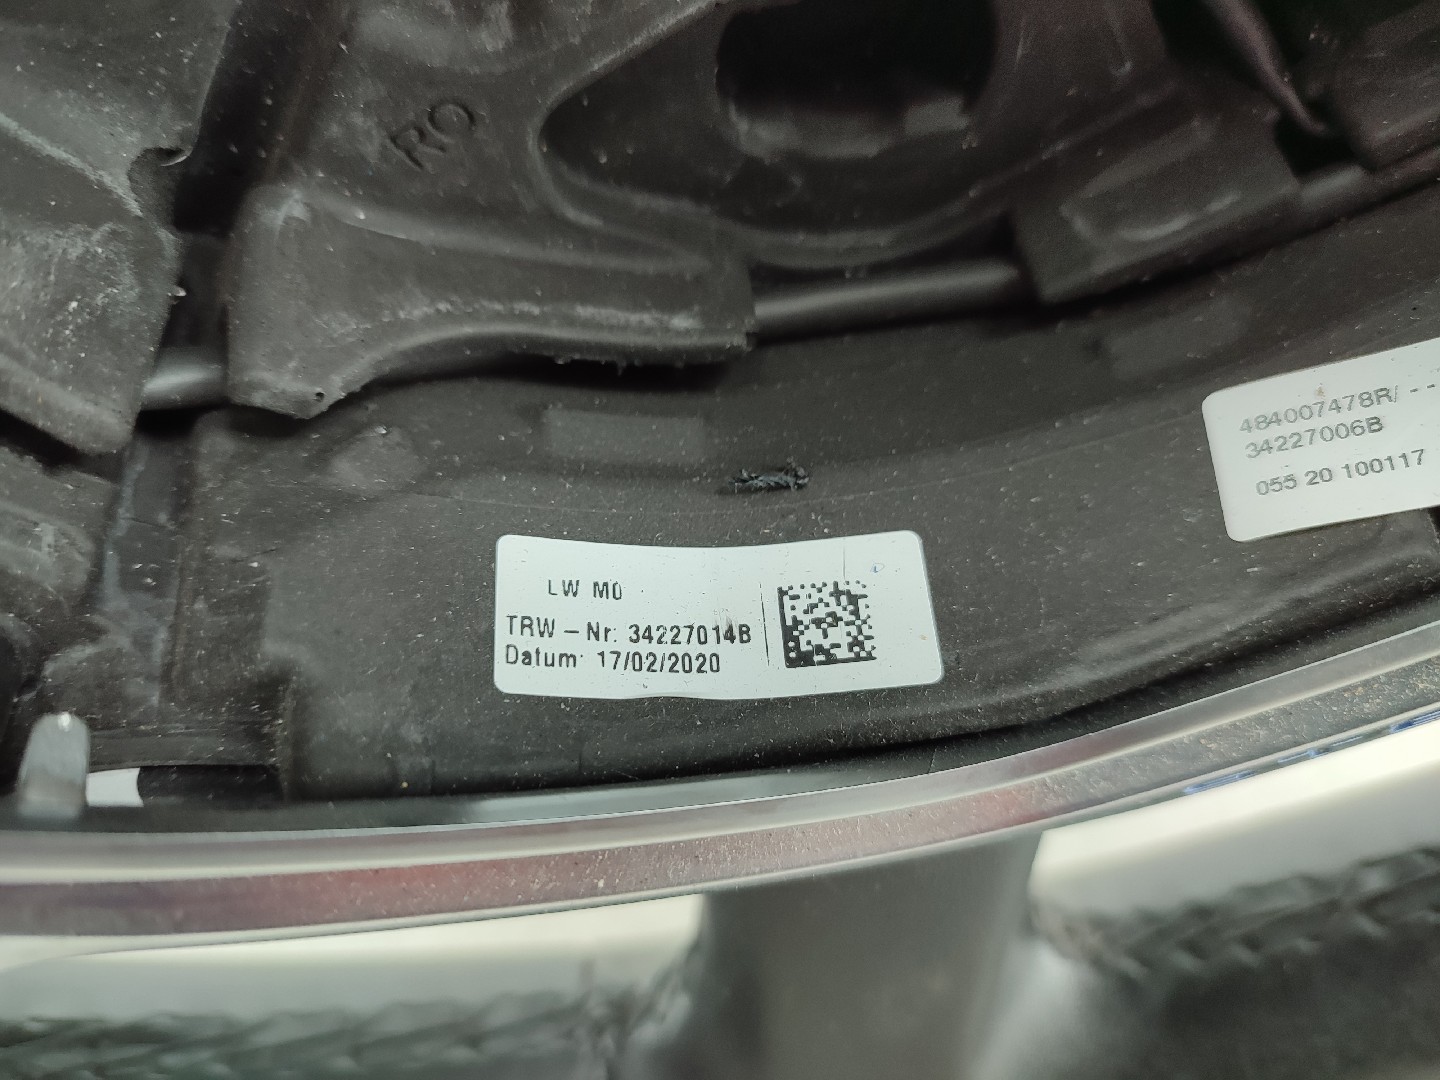 RO
484007478R/ --
34227006B
055 20 100117
LW M0
TRW - Nr: 34227014B
Datum: 17/02/2020